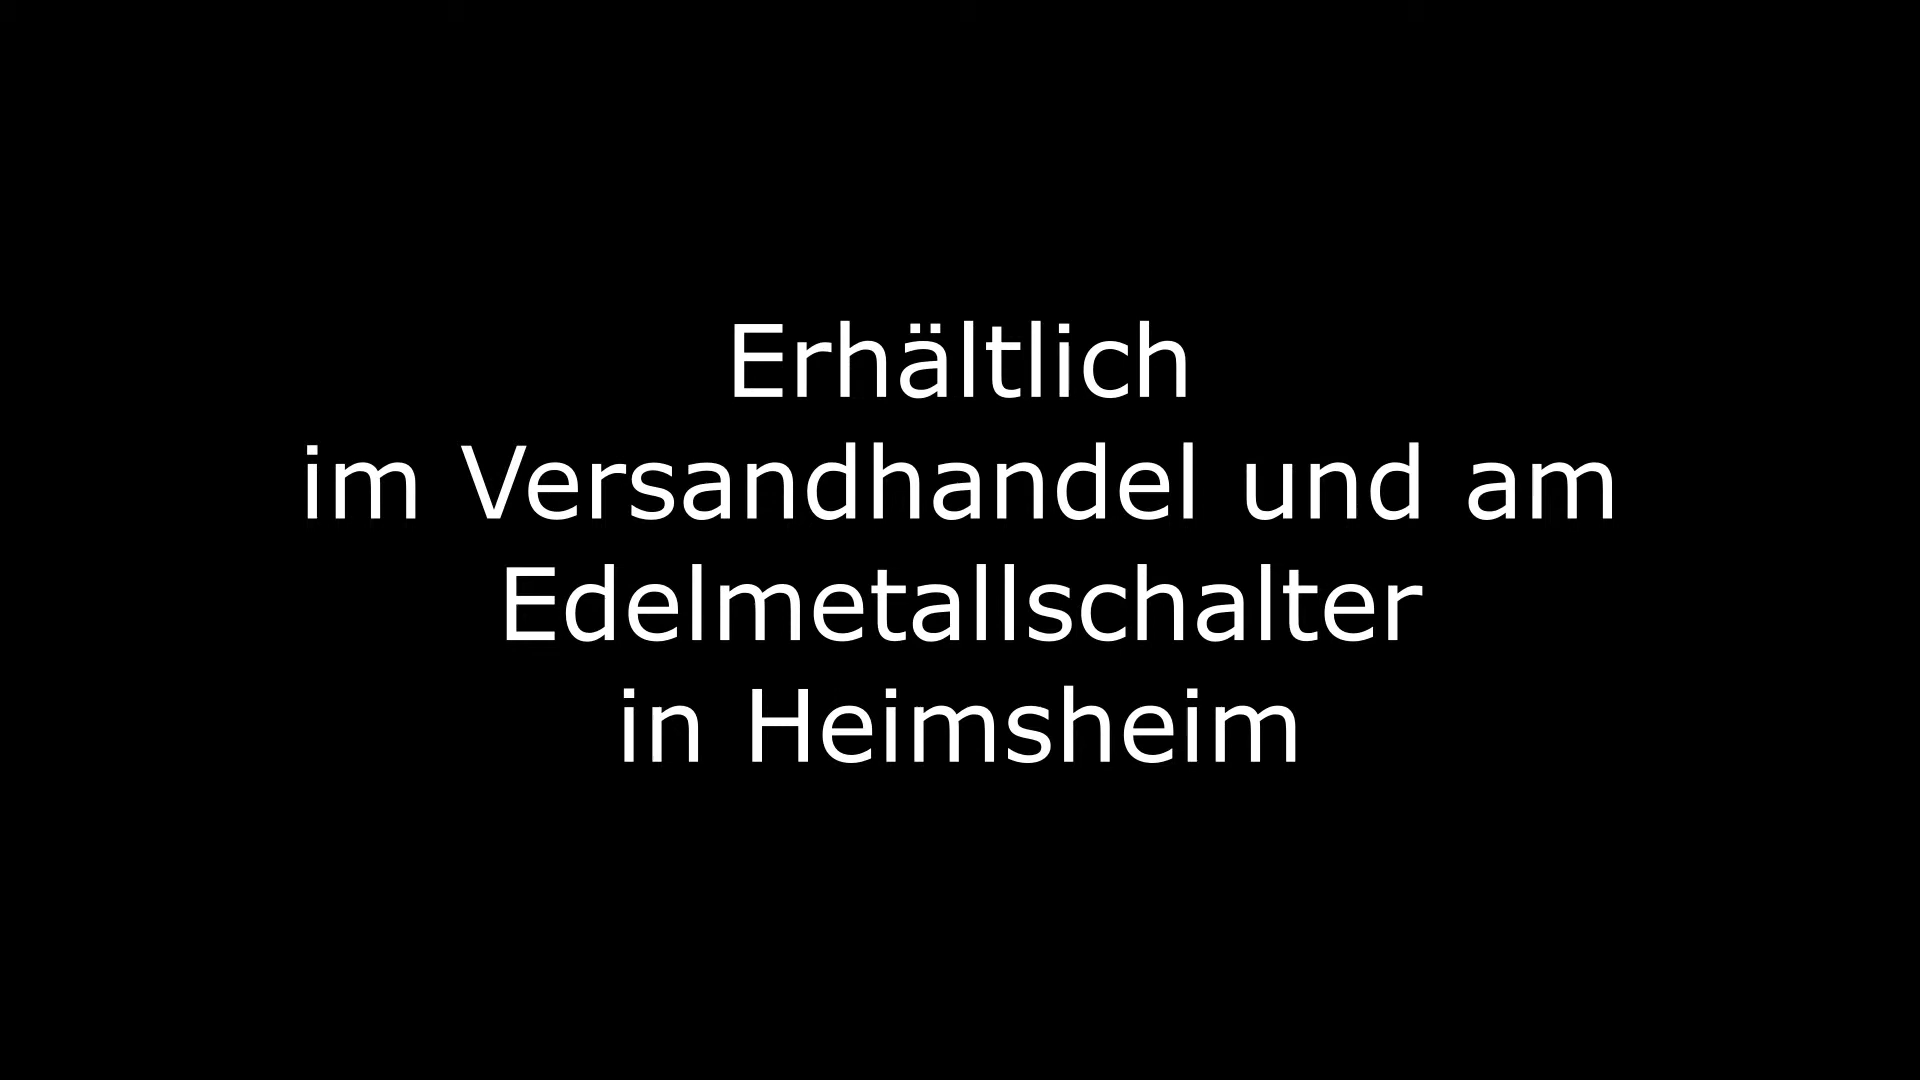 Erhältlich
im Versandhandel und am
Edelmetallschalter
in Heimsheim